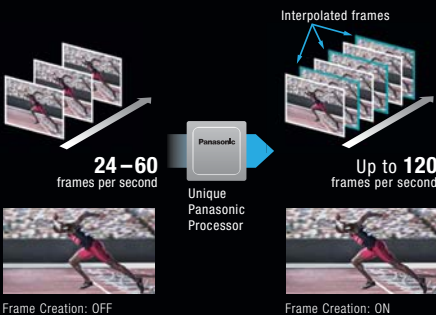 Interpolated frames
24–60
frames per second
Panasonic
Unique
Panasonic
Processor
Up to 120
frames per second
Frame Creation: OFF
Frame Creation: ON